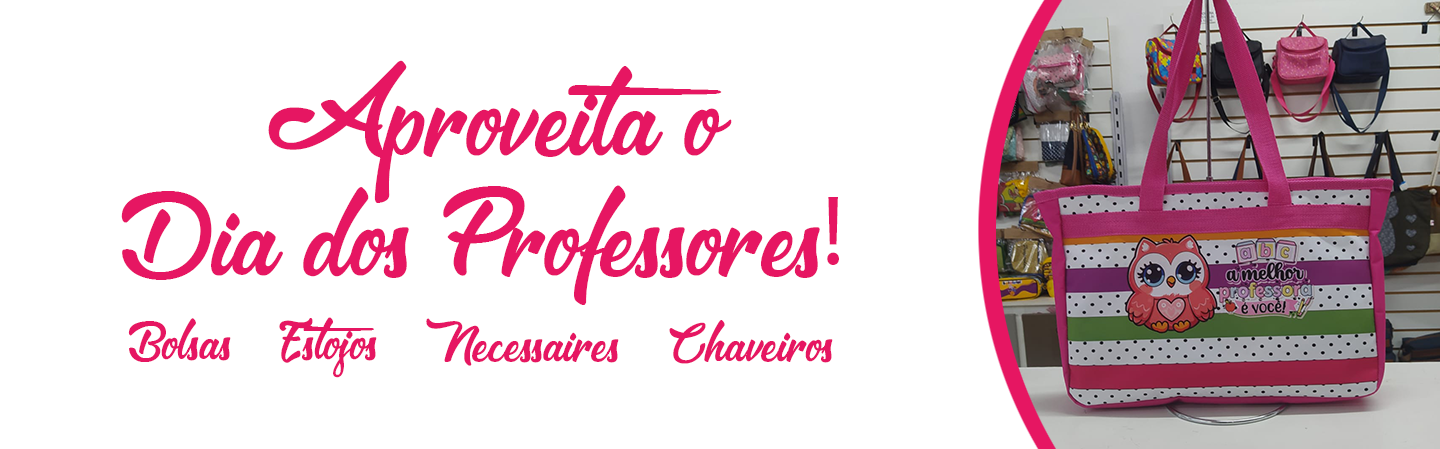 Aproveita o
Dia dos Professores!
Bolsas Estojos Necessaires Chaveiros
abc
a melhor
professora
é você!